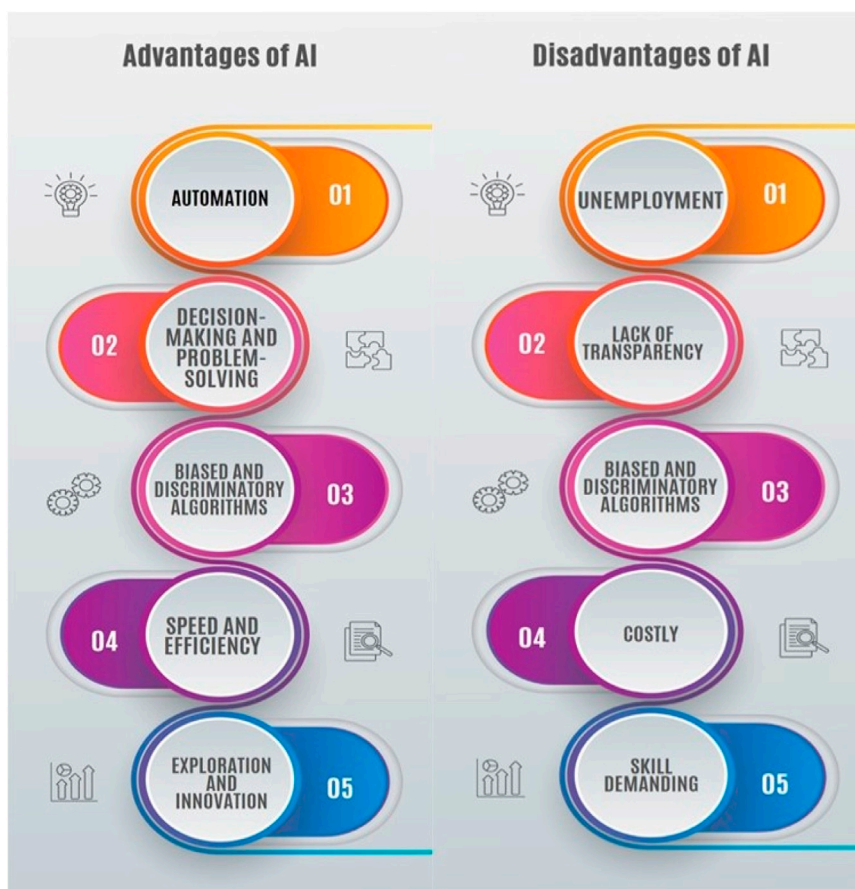 Advantages of AI
AUTOMATION
01
02
DECISION-
MAKING AND
PROBLEM-
SOLVING
BIASED AND
DISCRIMINATORY
ALGORITHMS
03
04
SPEED AND
EFFICIENCY
EXPLORATION
AND
INNOVATION
05
Disadvantages of AI
UNEMPLOYMENT
01
02
LACK OF
TRANSPARENCY
BIASED AND
DISCRIMINATORY
ALGORITHMS
03
04
COSTLY
SKILL
DEMANDING
05